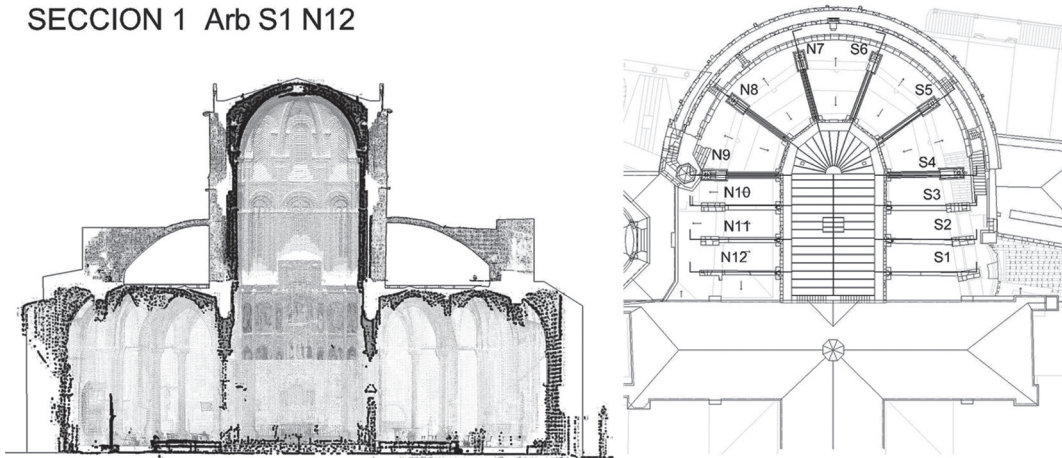 SECCION 1 Arb S1 N12
N7 S6
N8 S5
N9 S4
N10 S3
N11 S2
N12 S1